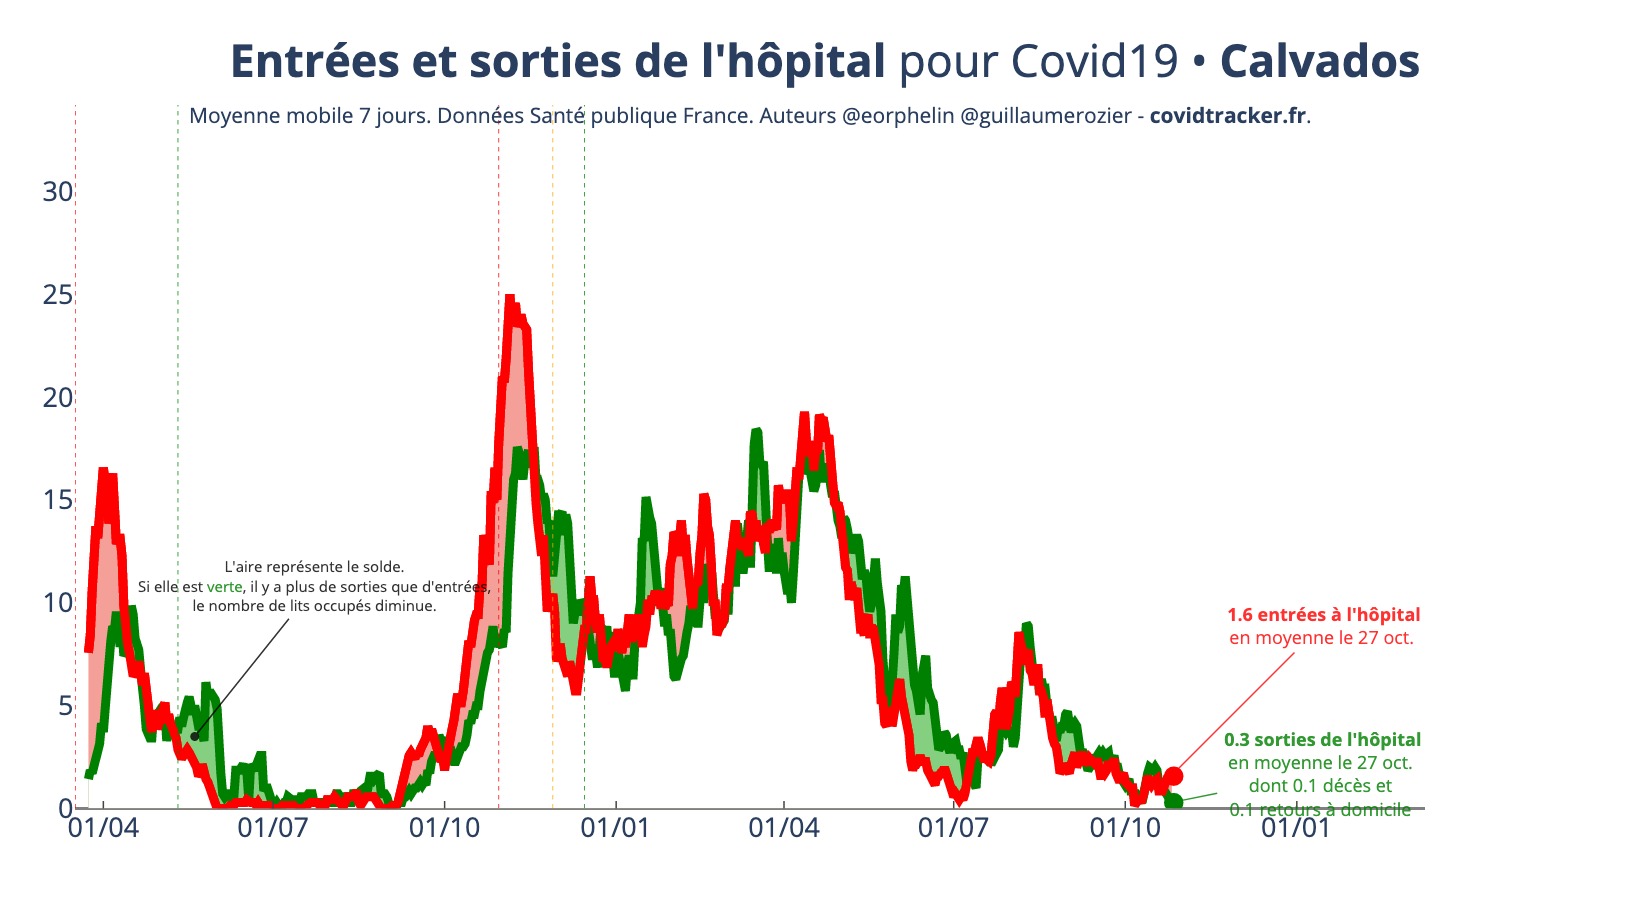 Entrées et sorties de l'hôpital pour Covid19 • Calvados
Moyenne mobile 7 jours. Données Santé publique France. Auteurs @eorphelin @guillaumerozier - covidtracker.fr.
30
25
20
15
10
5
0
L'aire représente le solde.
Si elle est verte, il y a plus de sorties que d'entrées,
le nombre de lits occupés diminue.
1.6 entrées à l'hôpital
en moyenne le 27 oct.
0.3 sorties de l'hôpital
en moyenne le 27 oct.
dont 0.1 décès et
0.1 retours à domicile
01/04
01/07
01/10
01/01
01/04
01/07
01/10
01/01